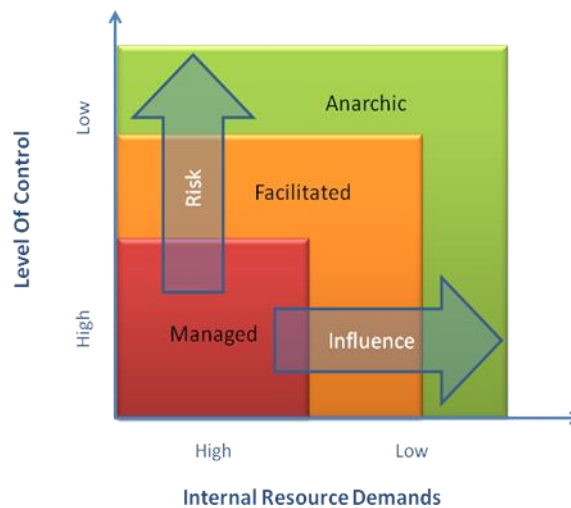 Anarchic
Low
Facilitated
Risk
Level Of Control
Managed
Influence
High
High
Low
Internal Resource Demands